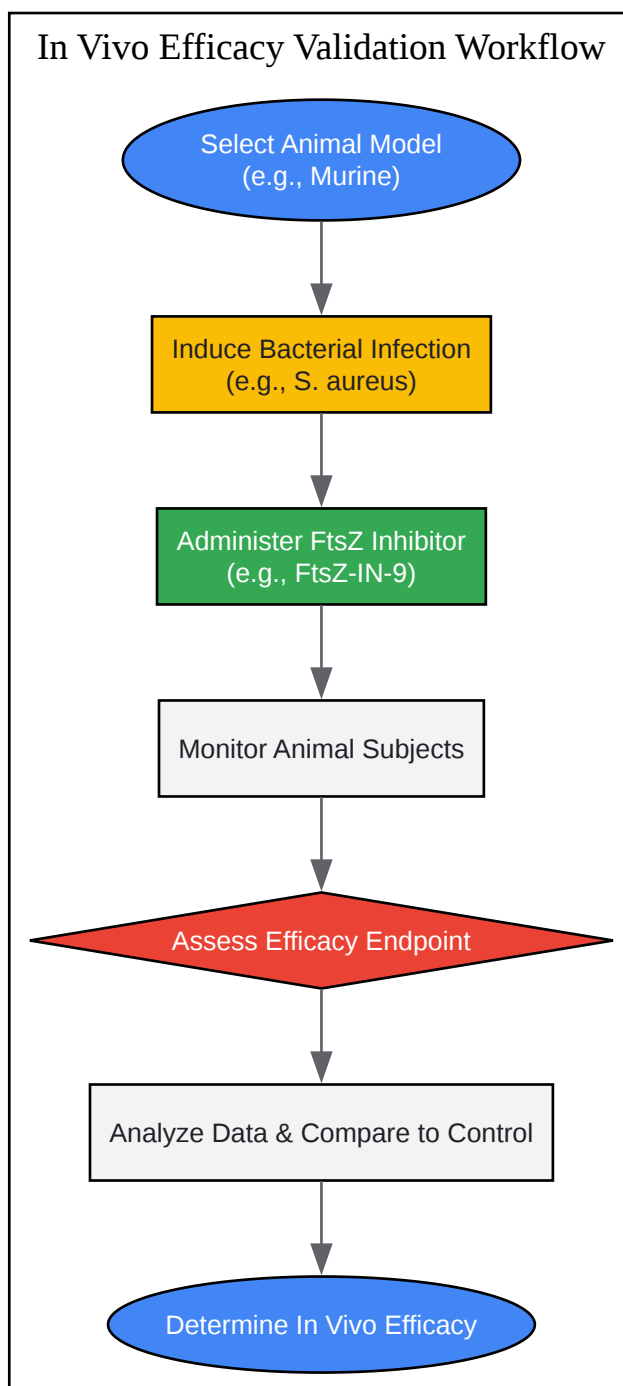 In Vivo Efficacy Validation Workflow
Select Animal Model
(e.g., Murine)
Induce Bacterial Infection
(e.g., S. aureus)
Administer FtsZ Inhibitor
(e.g., FtsZ-IN-9)
Monitor Animal Subjects
Assess Efficacy Endpoint
Analyze Data & Compare to Control
Determine In Vivo Efficacy